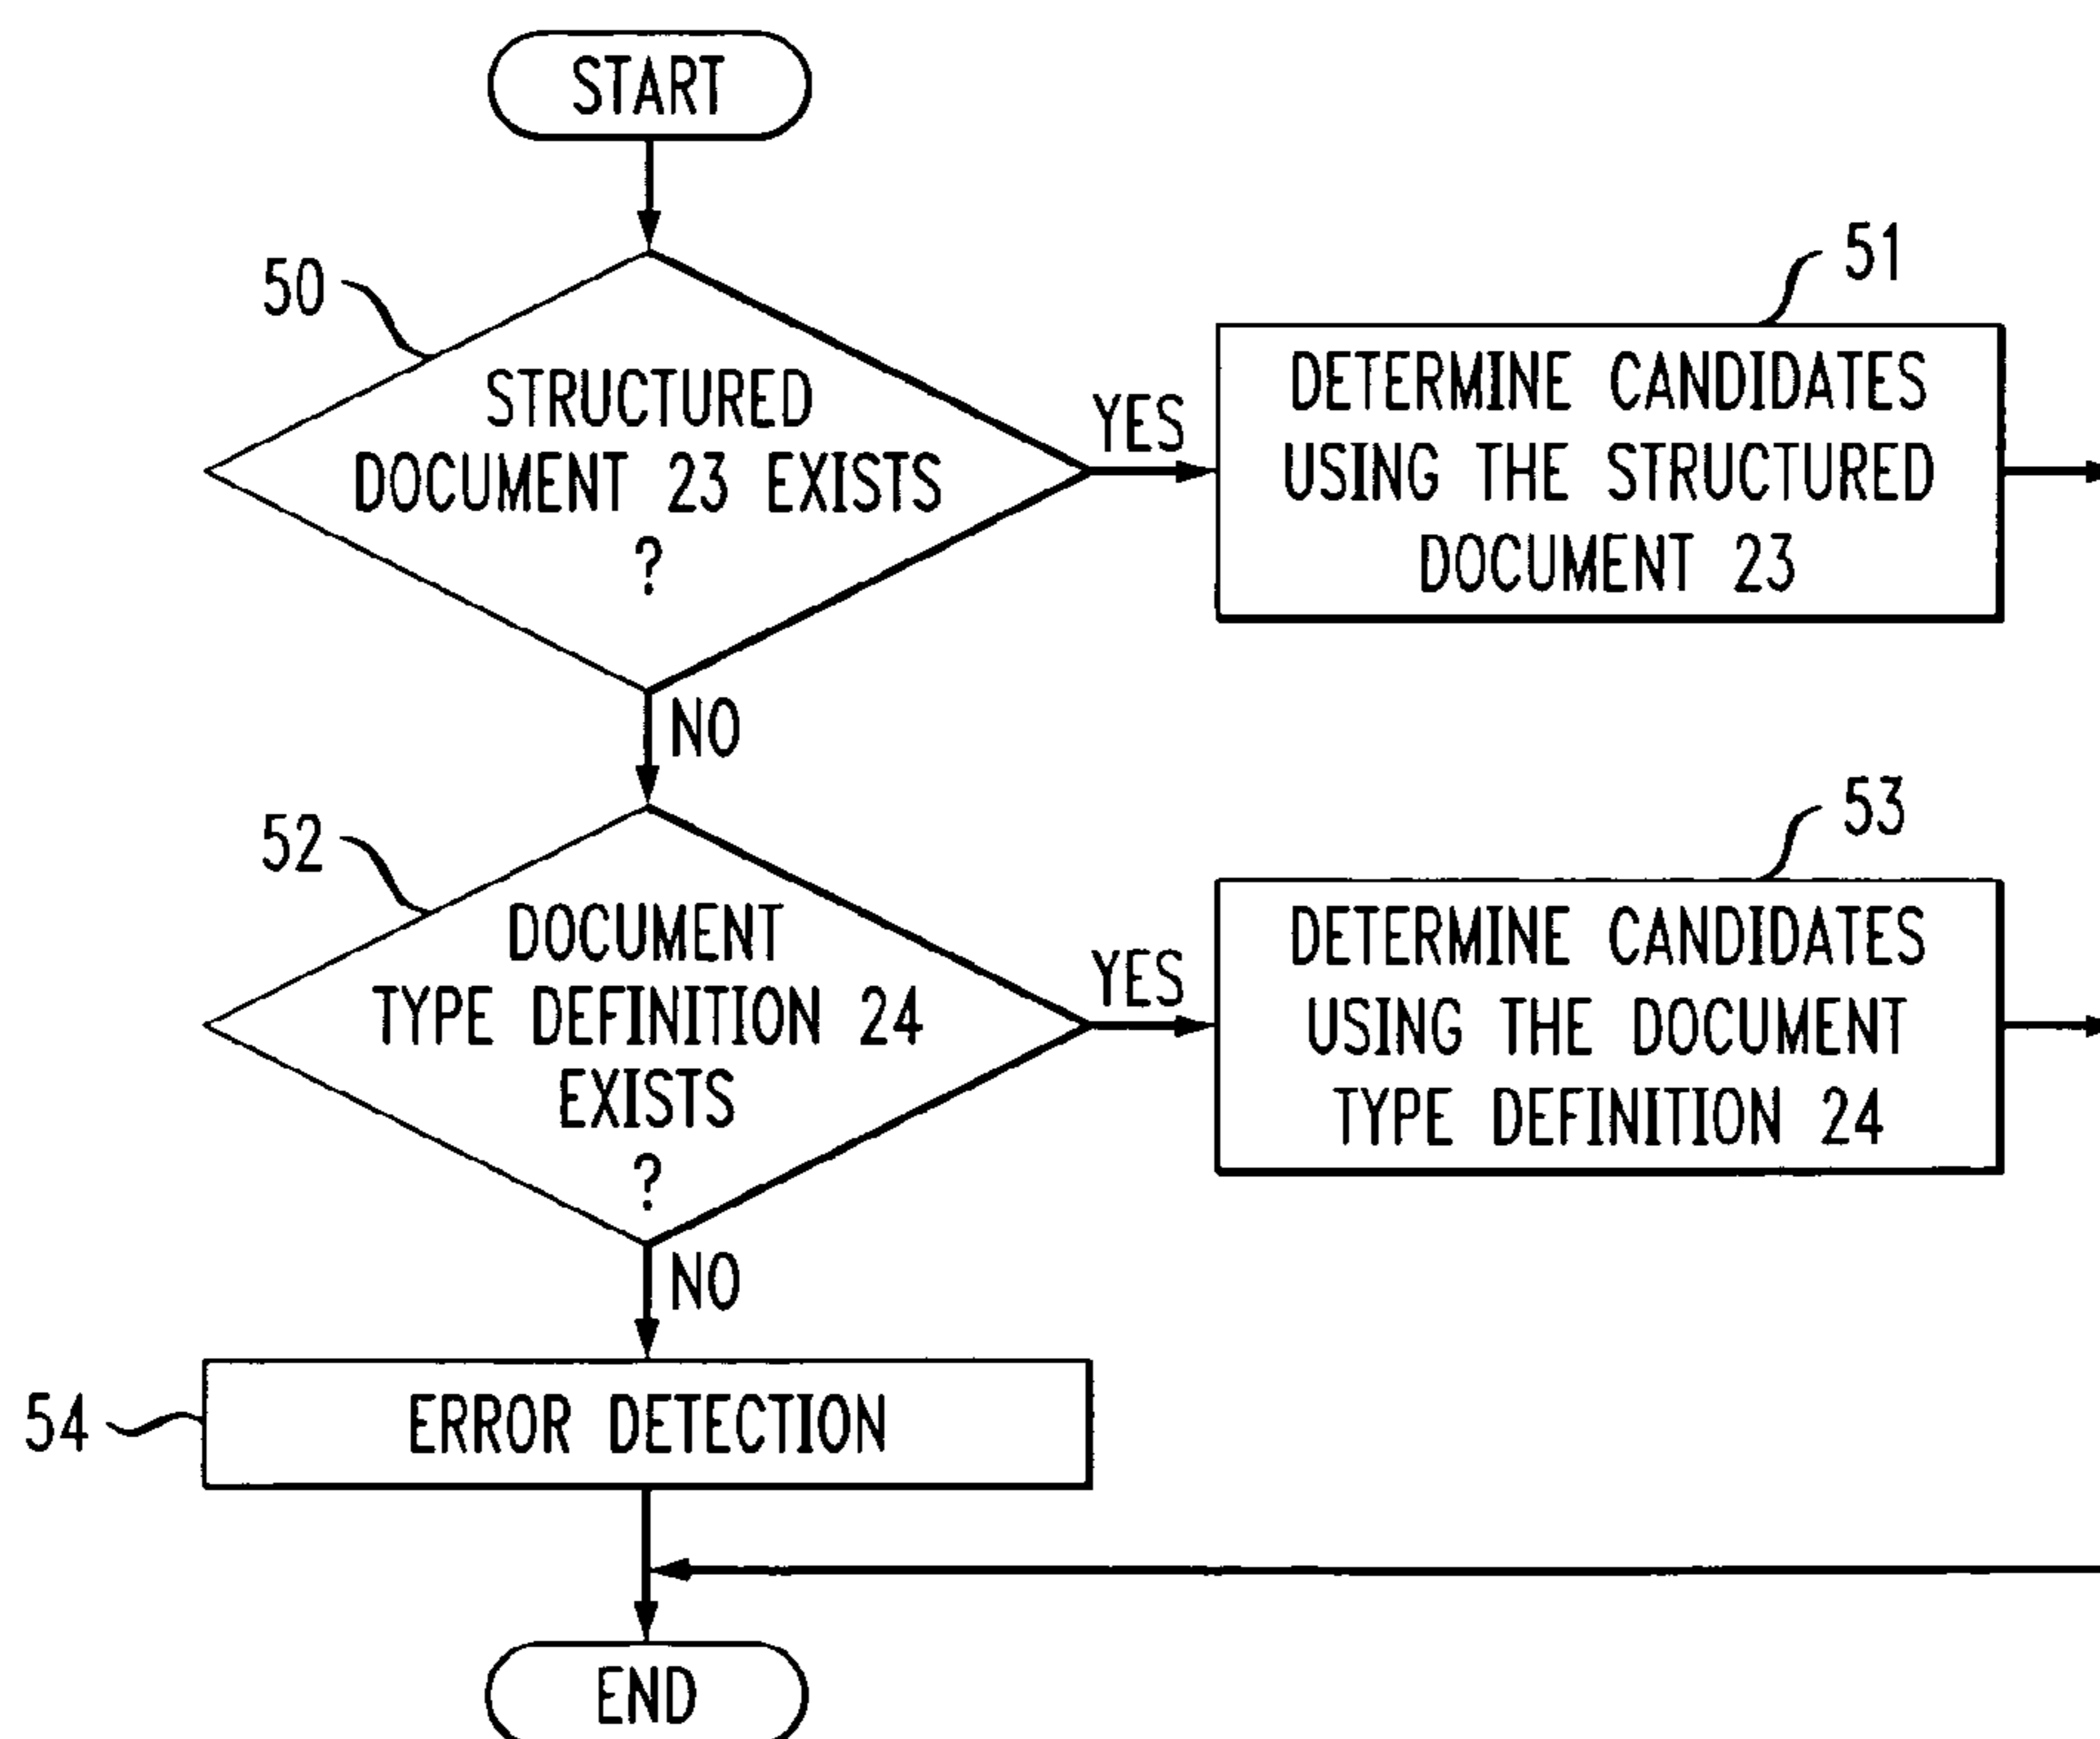 START
50
STRUCTURED
DOCUMENT 23 EXISTS
?
YES
51
DETERMINE CANDIDATES
USING THE STRUCTURED
DOCUMENT 23
NO
52
DOCUMENT
TYPE DEFINITION 24
EXISTS
?
YES
53
DETERMINE CANDIDATES
USING THE DOCUMENT
TYPE DEFINITION 24
NO
54
ERROR DETECTION
END